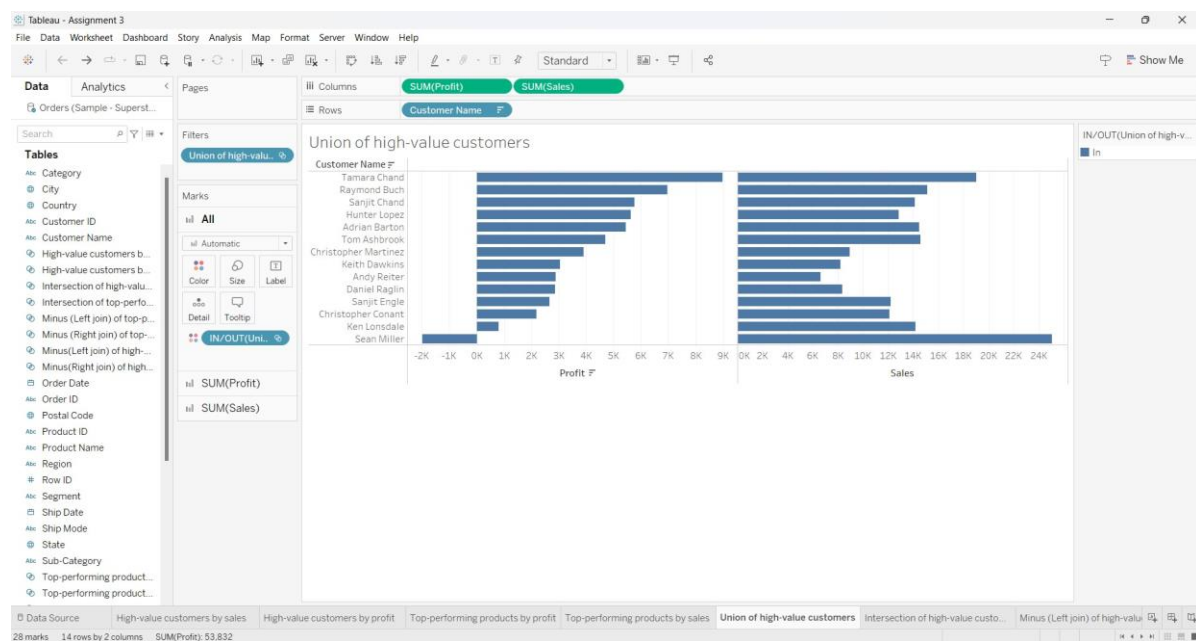 Tableau - Assignment 3
File Data Worksheet Dashboard Story Analysis Map Format Server Window Help
Standard
Show Me
Data Analytics
Orders (Sample - Superst...
Search
Tables
Category
City
Country
Customer ID
Customer Name
High-value customers b...
High-value customers b...
Intersection of high-valu...
Intersection of top-perfo...
Minus (Left join) of top-p...
Minus (Right join) of top-...
Minus(Left join) of high-...
Minus(Right join) of high...
Order Date
Order ID
Postal Code
Product ID
Product Name
Region
Row ID
Segment
Ship Date
Ship Mode
State
Sub-Category
Top-performing product...
Top-performing product...
Pages
Filters
Union of high-valu..
Marks
All
Automatic
Color Size Label
Detail Tooltip
IN/OUT(Uni..
SUM(Profit)
SUM(Sales)
Columns SUM(Profit) SUM(Sales)
Rows Customer Name
Union of high-value customers
Customer Name
Tamara Chand
Raymond Buch
Sanjit Chand
Hunter Lopez
Adrian Barton
Tom Ashbrook
Christopher Martinez
Keith Dawkins
Andy Reiter
Daniel Raglin
Sanjit Engle
Christopher Conant
Ken Lonsdale
Sean Miller
-2K -1K 0K 1K 2K 3K 4K 5K 6K 7K 8K 9K 0K 2K 4K 6K 8K 10K 12K 14K 16K 18K 20K 22K 24K
Profit Sales
IN/OUT(Union of high-v...
In
Data Source High-value customers by sales High-value customers by profit Top-performing products by profit Top-performing products by sales Union of high-value customers Intersection of high-value custo... Minus (Left join) of high-valu
28 marks 14 rows by 2 columns SUM(Profit): 53,832